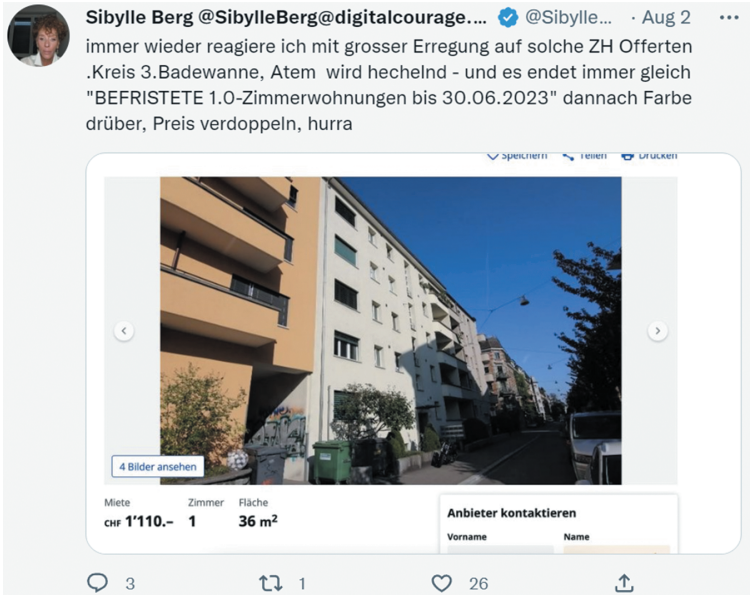 Sibylle Berg @SibylleBerg@digitalcourage.... @Sibylle... · Aug 2
immer wieder reagiere ich mit grosser Erregung auf solche ZH Offerten
.Kreis 3.Badewanne, Atem wird hechelnd - und es endet immer gleich
"BEFRISTETE 1.0-Zimmerwohnungen bis 30.06.2023" dannach Farbe
drüber, Preis verdoppeln, hurra
Speichern Teilen Drucken
4 Bilder ansehen
Miete Zimmer Fläche
CHF 1'110.– 1 36 m²
Anbieter kontaktieren
Vorname Name
3 1 26